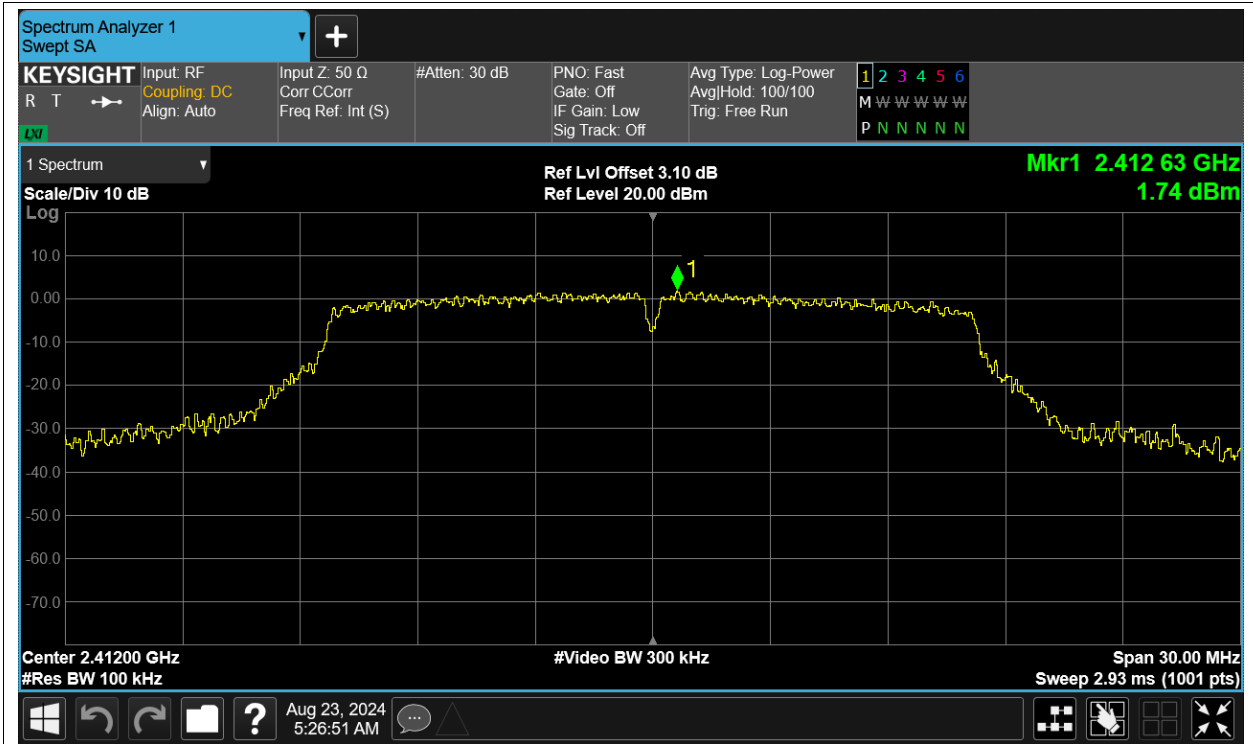 Spectrum Analyzer 1
Swept SA
KEYSIGHT
R T
LXI
Input: RF
Coupling: DC
Align: Auto
Input Z: 50 Ω
Corr CCorr
Freq Ref: Int (S)
#Atten: 30 dB
PNO: Fast
Gate: Off
IF Gain: Low
Sig Track: Off
Avg Type: Log-Power
Avg|Hold: 100/100
Trig: Free Run
1 2 3 4 5 6
M W W W W W
P N N N N N
1 Spectrum
Scale/Div 10 dB
Log
Ref Lvl Offset 3.10 dB
Ref Level 20.00 dBm
Mkr1 2.412 63 GHz
1.74 dBm
1
10.0
0.00
-10.0
-20.0
-30.0
-40.0
-50.0
-60.0
-70.0
Center 2.41200 GHz
#Res BW 100 kHz
#Video BW 300 kHz
Span 30.00 MHz
Sweep 2.93 ms (1001 pts)
?
Aug 23, 2024
5:26:51 AM